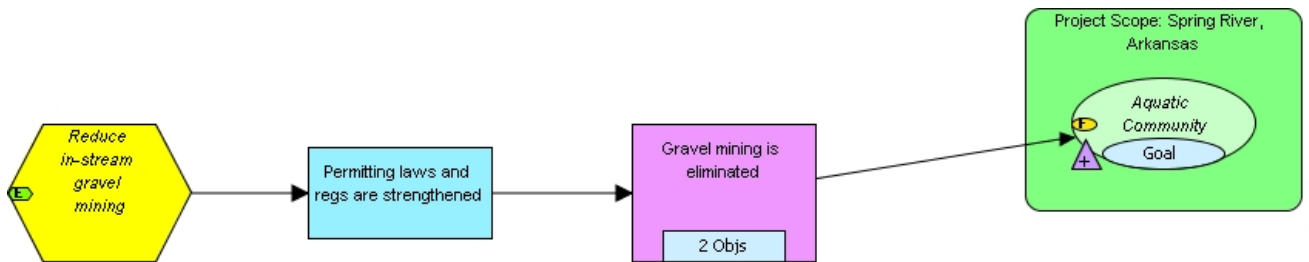 Project Scope: Spring River,
Arkansas
Reduce
in-stream
gravel
mining
E
Permitting laws and
regs are strengthened
Gravel mining is
eliminated
2 Objs
Aquatic
Community
F
Goal
+